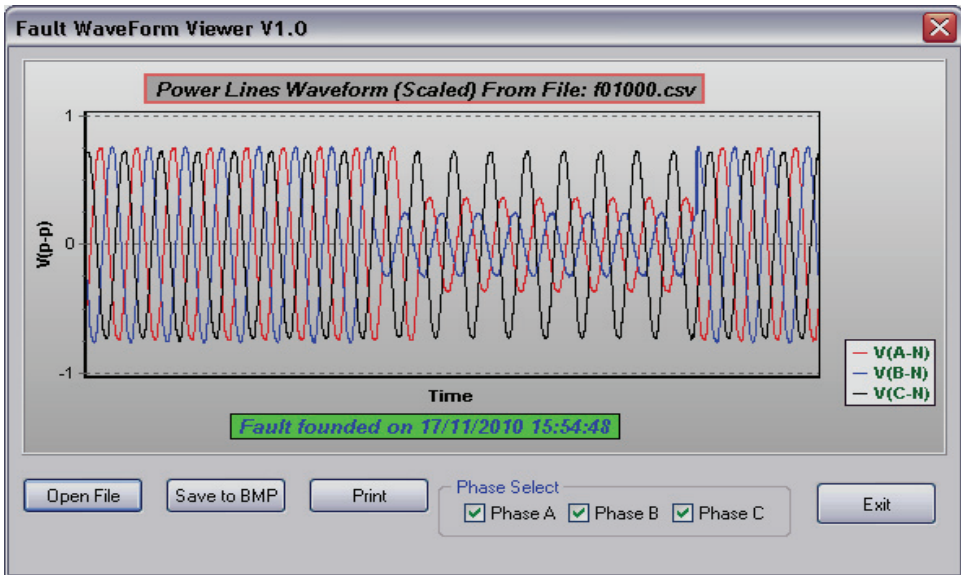 Fault WaveForm Viewer V1.0
Power Lines Waveform (Scaled) From File: f01000.csv
1
0
-1
V(p-p)
Time
V(A-N)
V(B-N)
V(C-N)
Fault founded on 17/11/2010 15:54:48
Open File
Save to BMP
Print
Phase Select
Phase A
Phase B
Phase C
Exit